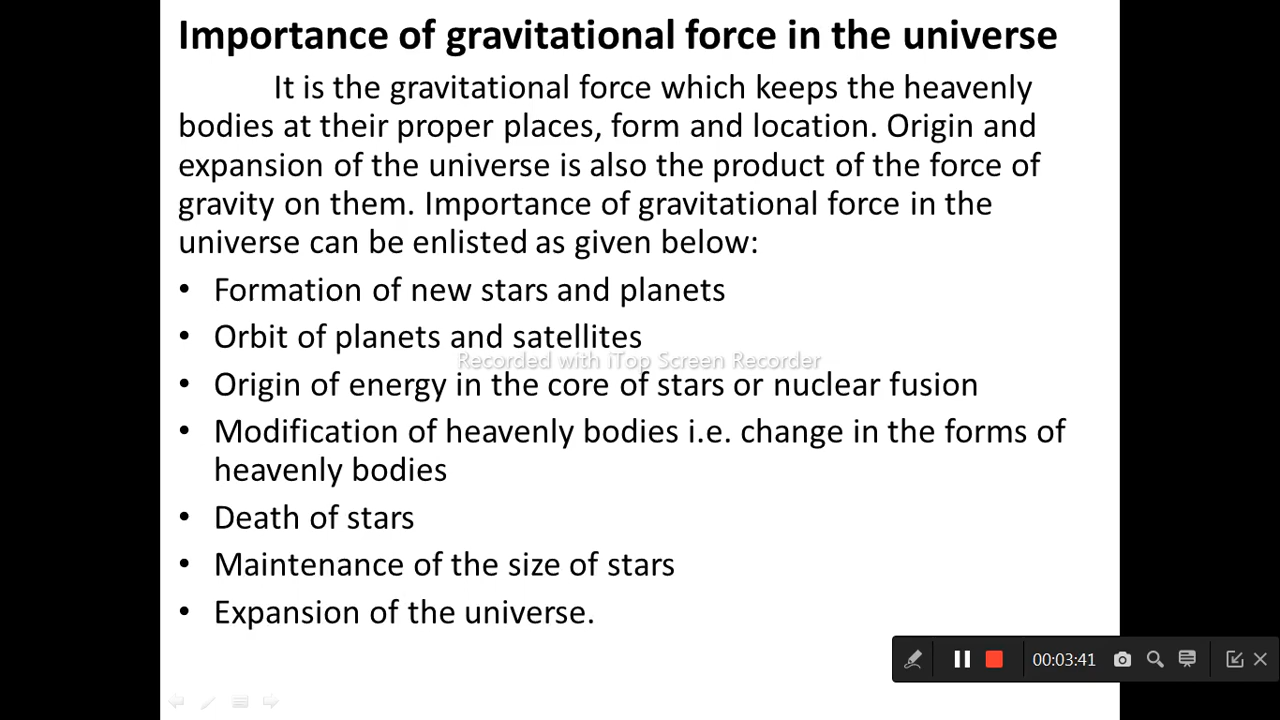 Importance of gravitational force in the universe
It is the gravitational force which keeps the heavenly
bodies at their proper places, form and location. Origin and
expansion of the universe is also the product of the force of
gravity on them. Importance of gravitational force in the
universe can be enlisted as given below:
• Formation of new stars and planets
• Orbit of planets and satellites
Recorded with iTop Screen Recorder
• Origin of energy in the core of stars or nuclear fusion
• Modification of heavenly bodies i.e. change in the forms of
heavenly bodies
• Death of stars
• Maintenance of the size of stars
• Expansion of the universe.
00:03:41